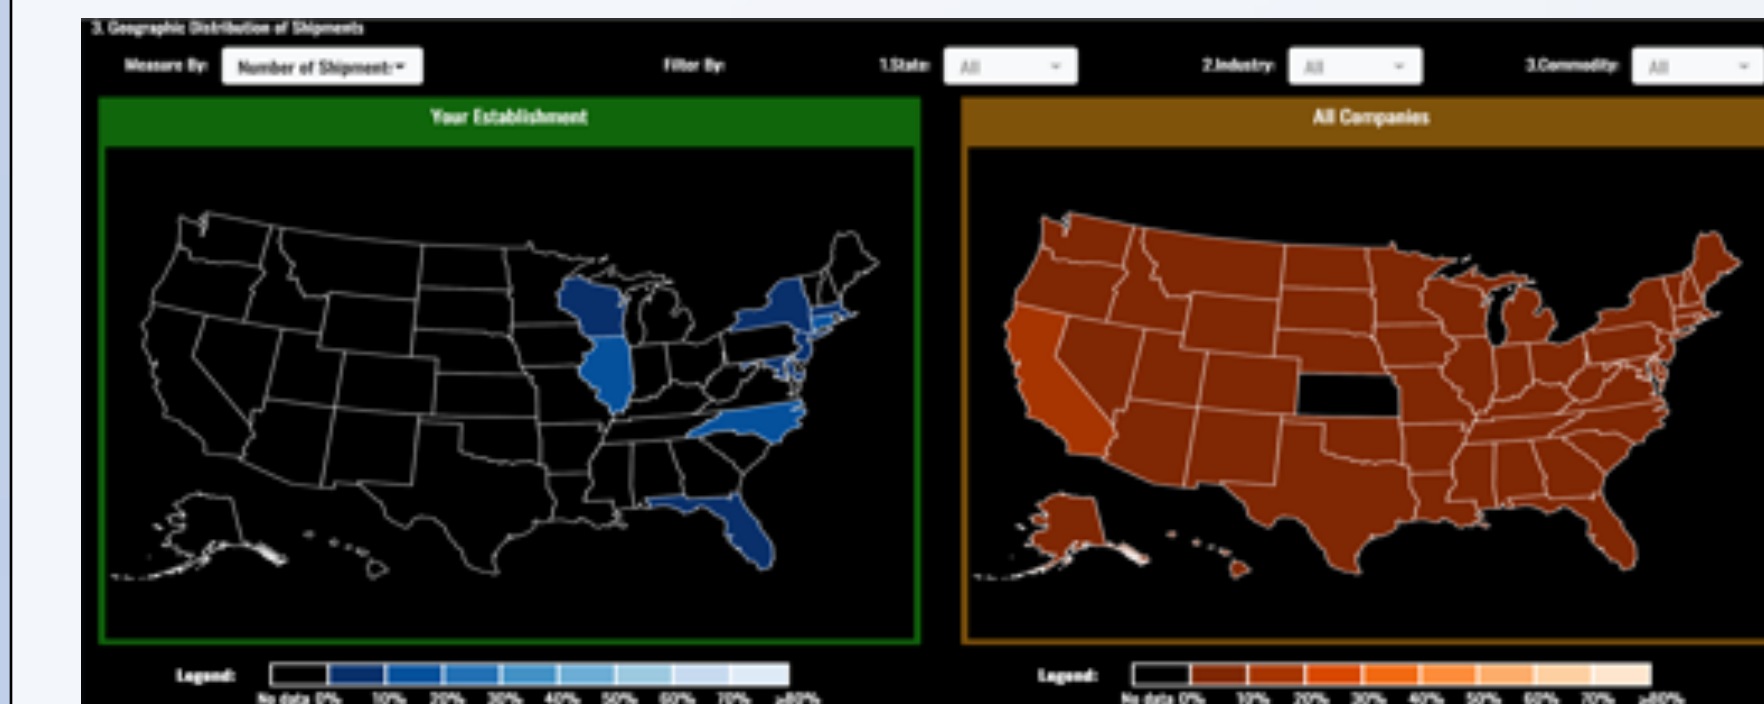 3. Geographic Distribution of Shipments
Measure By: Number of Shipment: Filter By: 1.State: All 2.Industry: All 3.Commodity: All
Your Establishment All Companies
Legend: Legend:
No data 0% 10% 20% 30% 40% 50% 60% 70% ≥80% No data 0% 10% 20% 30% 40% 50% 60% 70% ≥80%